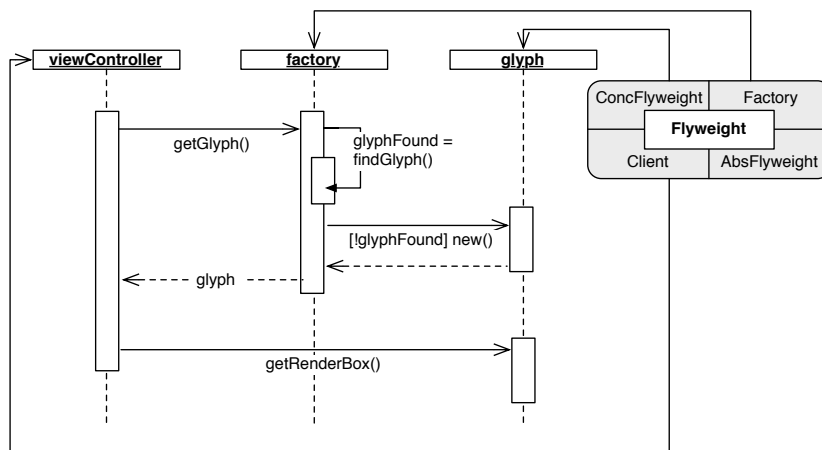 viewController
factory
glyph
ConcFlyweight
Factory
Flyweight
Client
AbsFlyweight
getGlyph()
glyphFound =
findGlyph()
[!glyphFound] new()
glyph
getRenderBox()